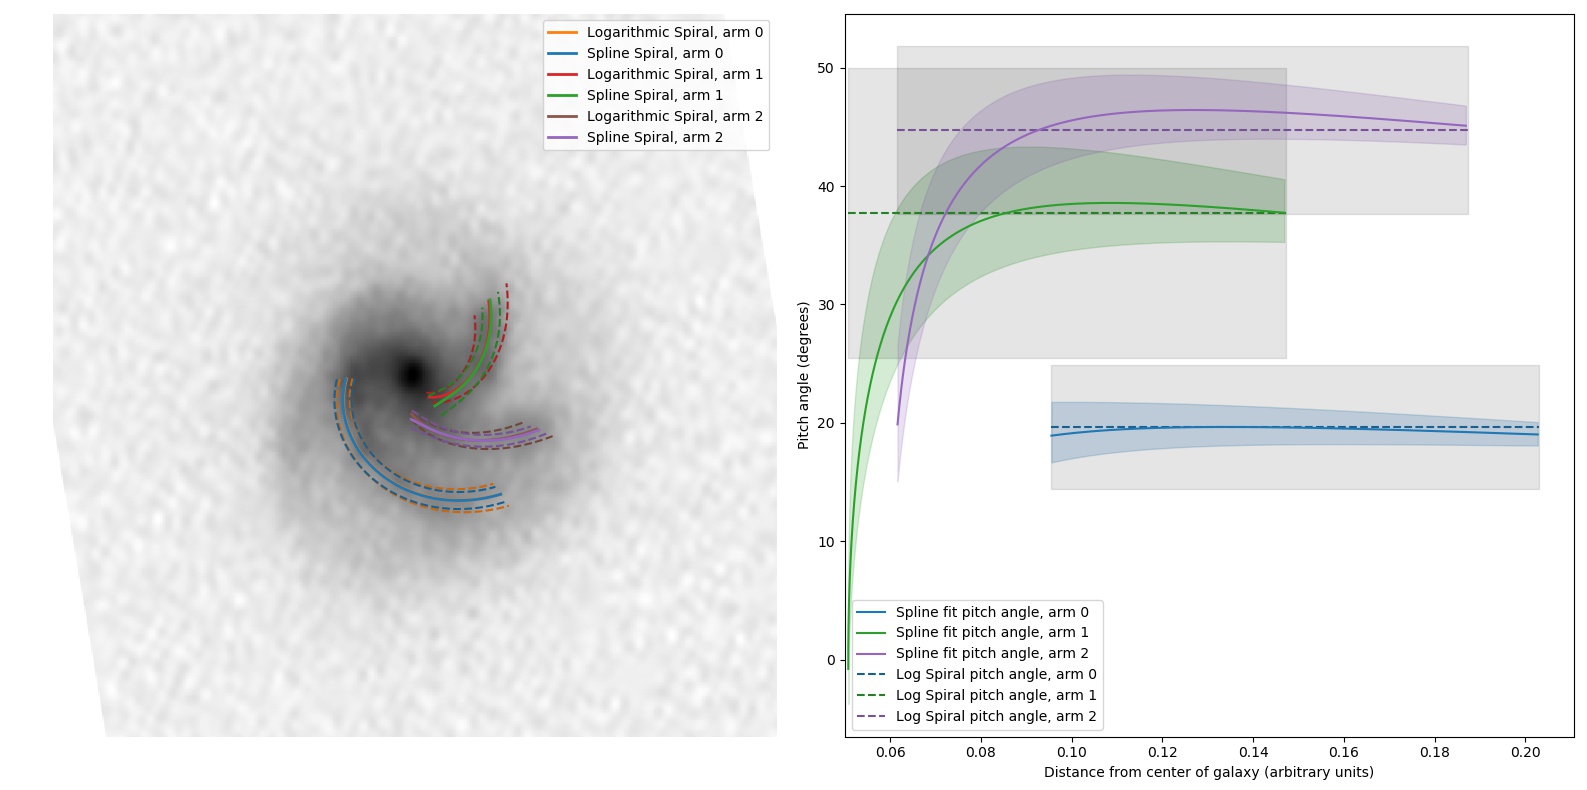 Logarithmic Spiral, arm 0
Spline Spiral, arm 0
Logarithmic Spiral, arm 1
Spline Spiral, arm 1
Logarithmic Spiral, arm 2
Spline Spiral, arm 2
50
40
30
20
10
0
Pitch angle (degrees)
Spline fit pitch angle, arm 0
Spline fit pitch angle, arm 1
Spline fit pitch angle, arm 2
Log Spiral pitch angle, arm 0
Log Spiral pitch angle, arm 1
Log Spiral pitch angle, arm 2
0.06 0.08 0.10 0.12 0.14 0.16 0.18 0.20
Distance from center of galaxy (arbitrary units)